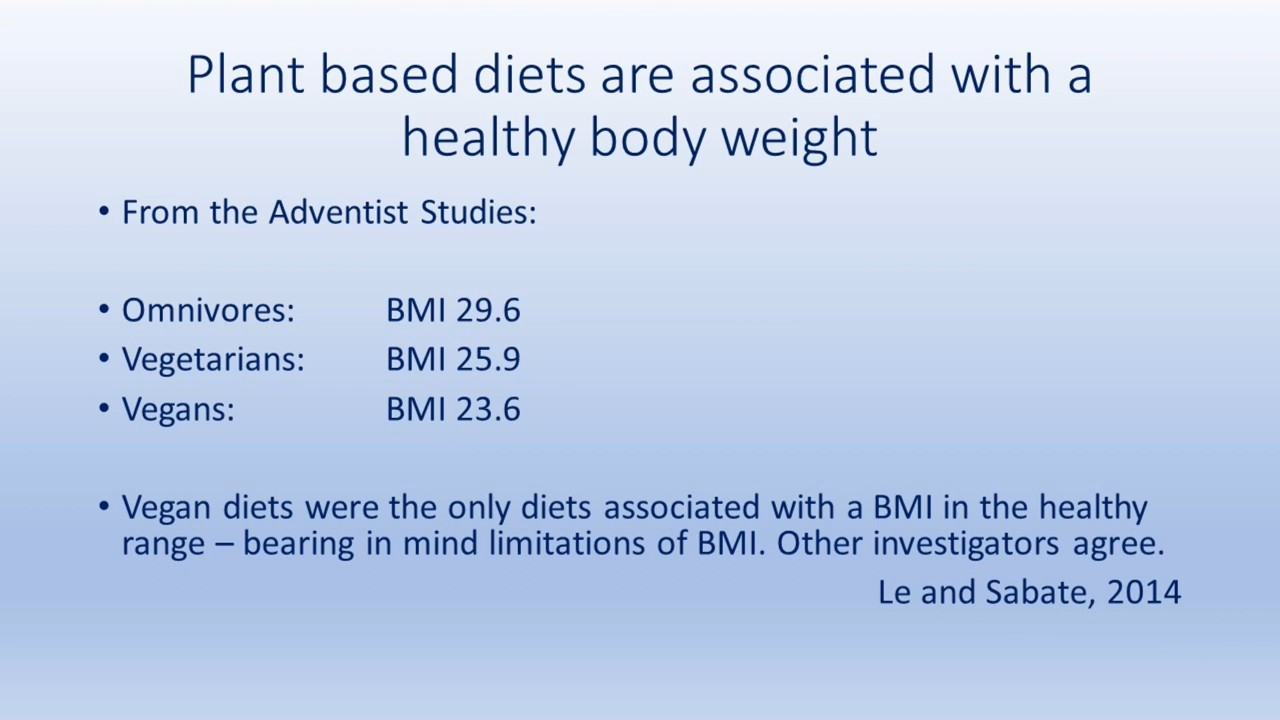 Plant based diets are associated with a
healthy body weight
• From the Adventist Studies:
• Omnivores: BMI 29.6
• Vegetarians: BMI 25.9
• Vegans: BMI 23.6
• Vegan diets were the only diets associated with a BMI in the healthy
range – bearing in mind limitations of BMI. Other investigators agree.
Le and Sabate, 2014